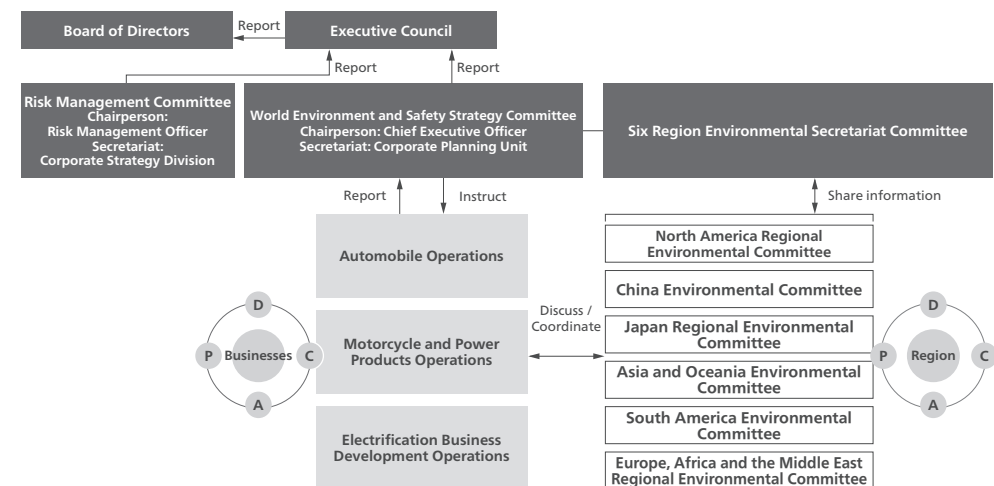 Board of Directors
Report
Executive Council
Report
Report
Risk Management Committee
Chairperson:
Risk Management Officer
Secretariat:
Corporate Strategy Division
World Environment and Safety Strategy Committee
Chairperson: Chief Executive Officer
Secretariat: Corporate Planning Unit
Six Region Environmental Secretariat Committee
Report
Instruct
Share information
Automobile Operations
Motorcycle and Power
Products Operations
Electrification Business
Development Operations
D
P
Businesses
C
A
Discuss /
Coordinate
North America Regional
Environmental Committee
China Environmental Committee
Japan Regional Environmental
Committee
Asia and Oceania Environmental
Committee
South America Environmental
Committee
Europe, Africa and the Middle East
Regional Environmental Committee
D
P
Region
C
A